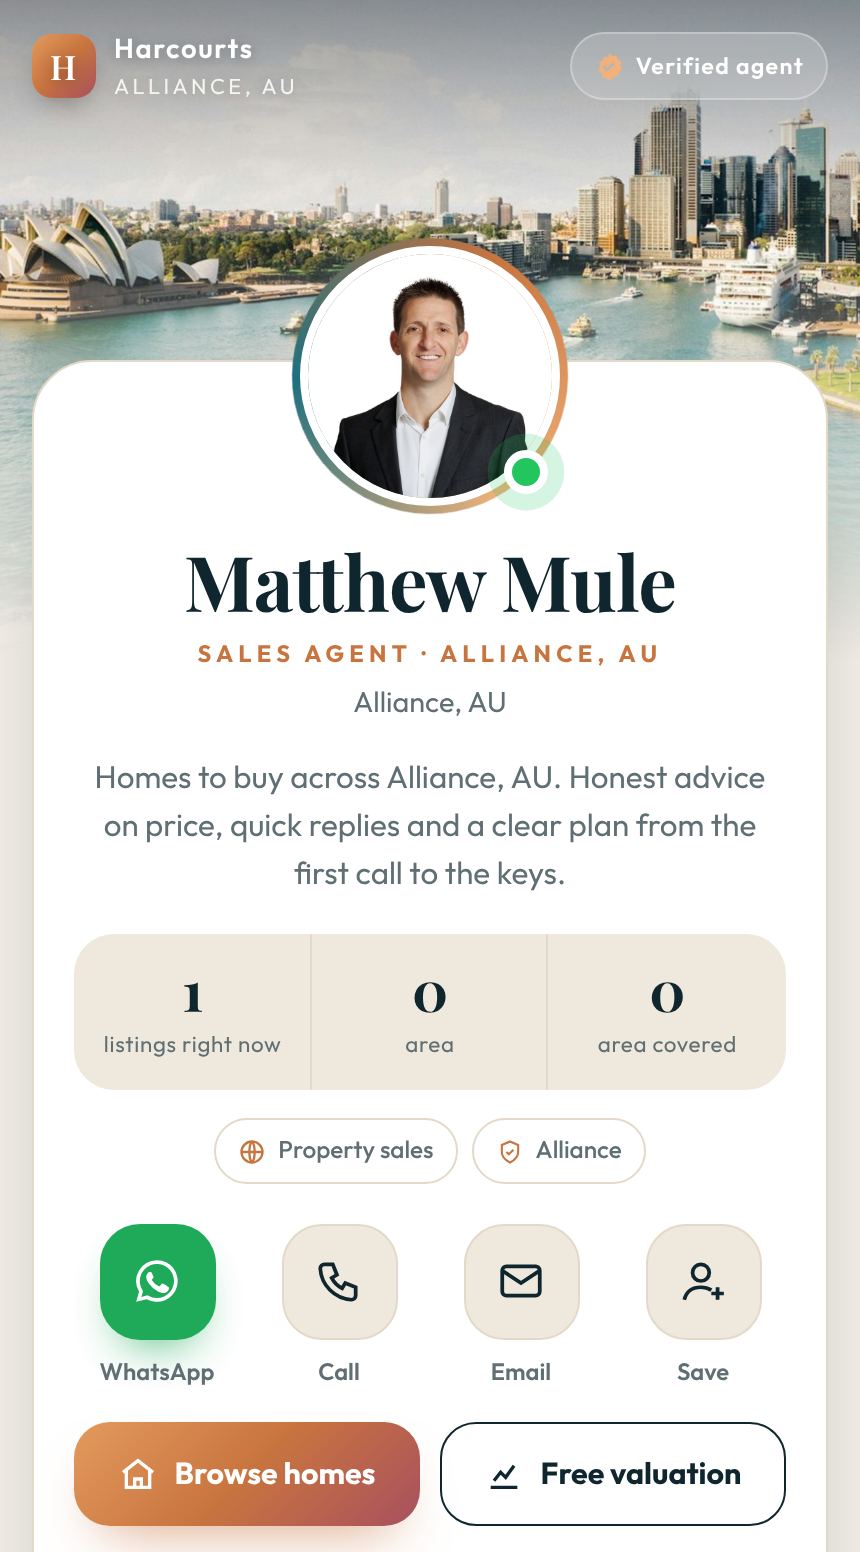 H
Harcourts
ALLIANCE, AU
Verified agent
Matthew Mule
SALES AGENT · ALLIANCE, AU
Alliance, AU
Homes to buy across Alliance, AU. Honest advice
on price, quick replies and a clear plan from the
first call to the keys.
1
listings right now
0
area
0
area covered
Property sales
Alliance
WhatsApp
Call
Email
Save
Browse homes
Free valuation